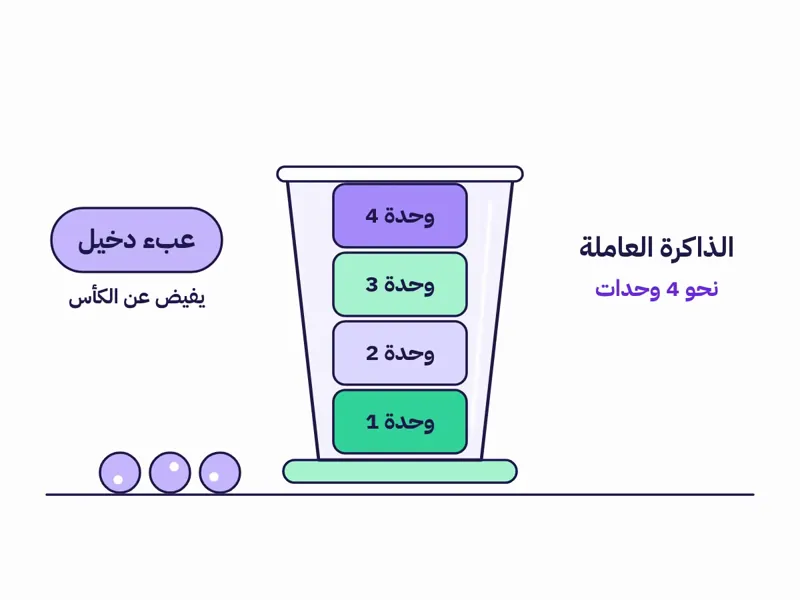 الذاكرة العاملة
نحو 4 وحدات
وحدة 4
وحدة 3
وحدة 2
وحدة 1
عبء دخيل
يفيض عن الكأس